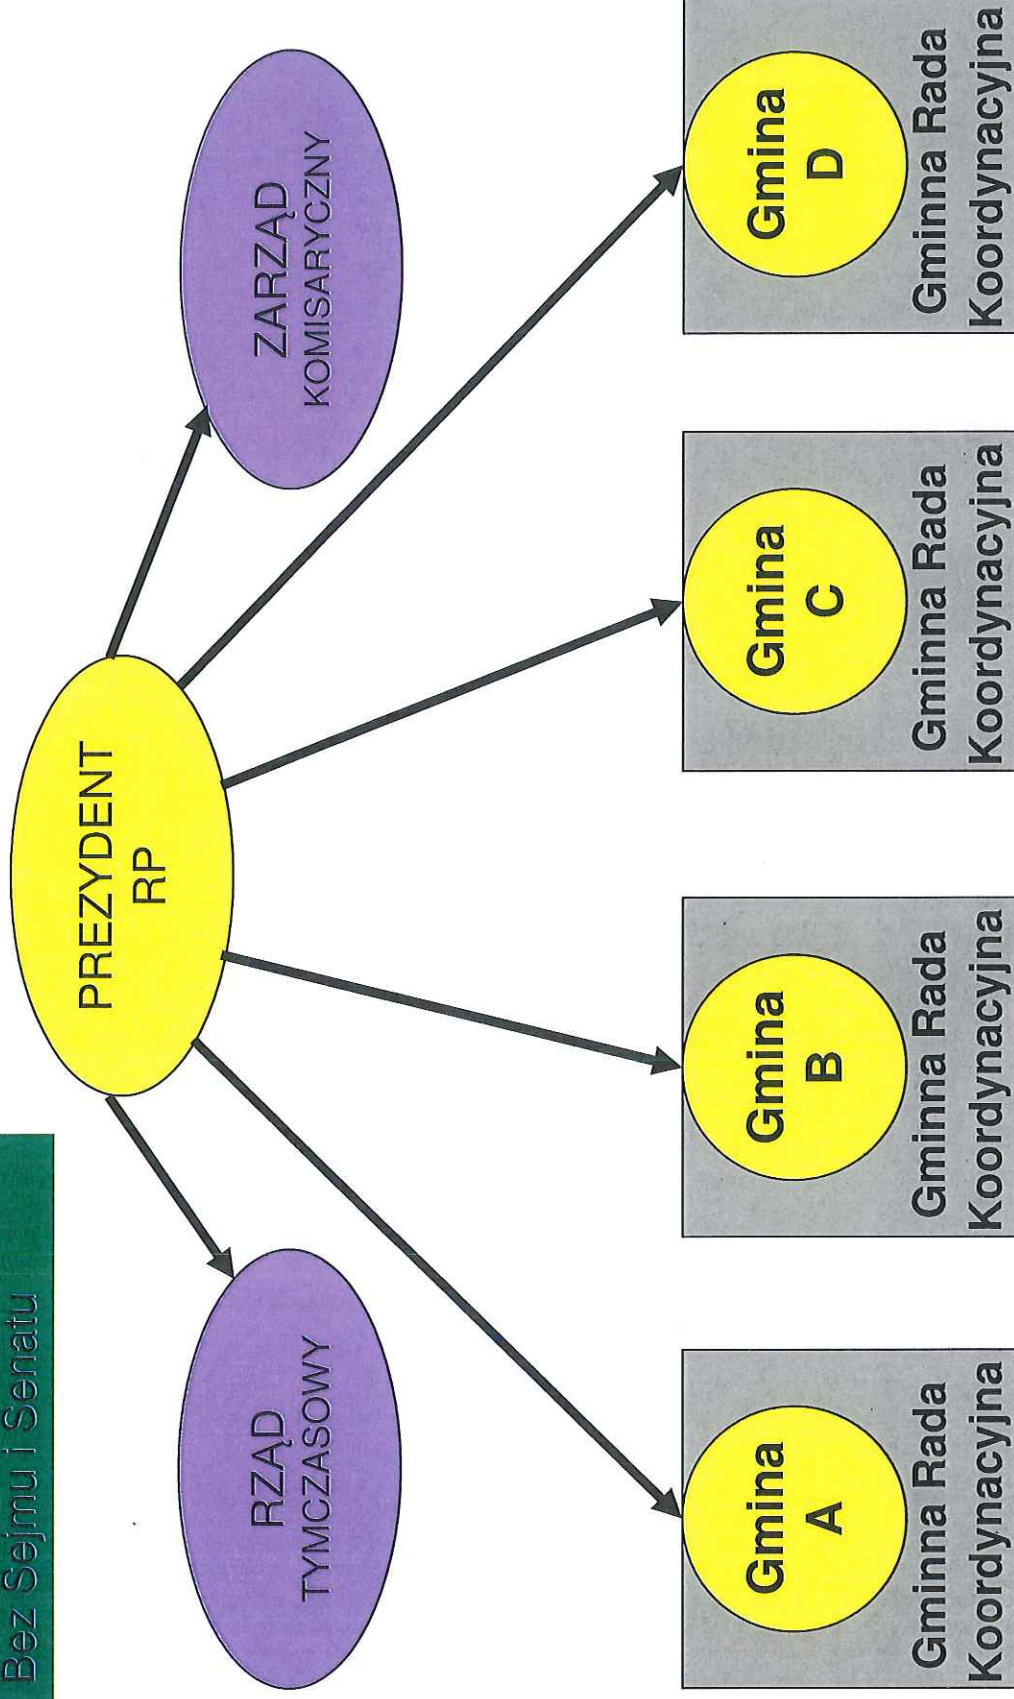 Bez Sejmu i Senatu
PREZYDENT
RP
RZĄD
TYMCZASOWY
ZARZĄD
KOMISARYCZNY
Gmina
A
Gminna Rada
Koordynacyjna
Gmina
B
Gminna Rada
Koordynacyjna
Gmina
C
Gminna Rada
Koordynacyjna
Gmina
D
Gminna Rada
Koordynacyjna